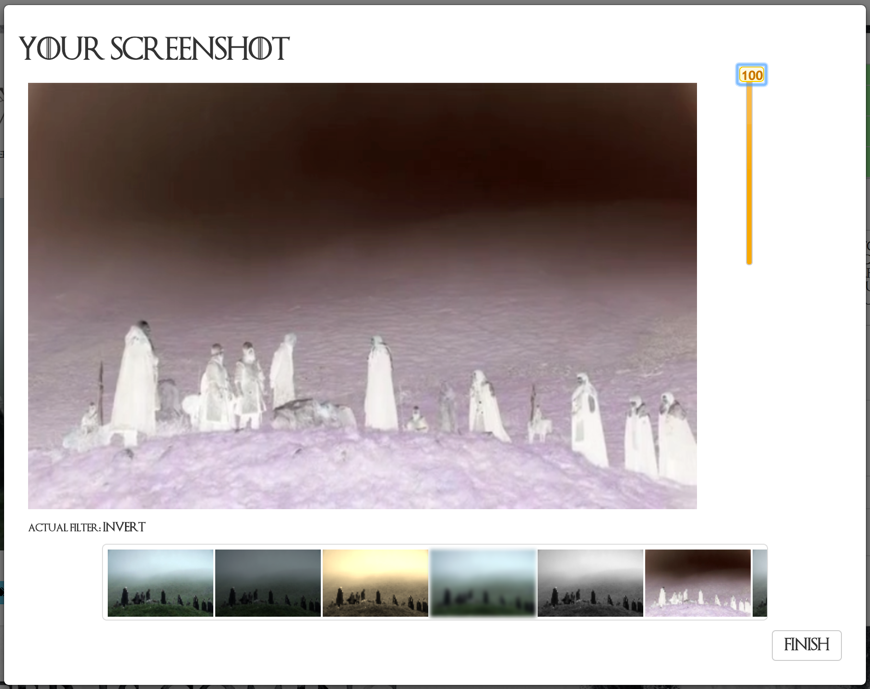 YOUR SCREENSHOT
100
ACTUAL FILTER: INVERT
FINISH